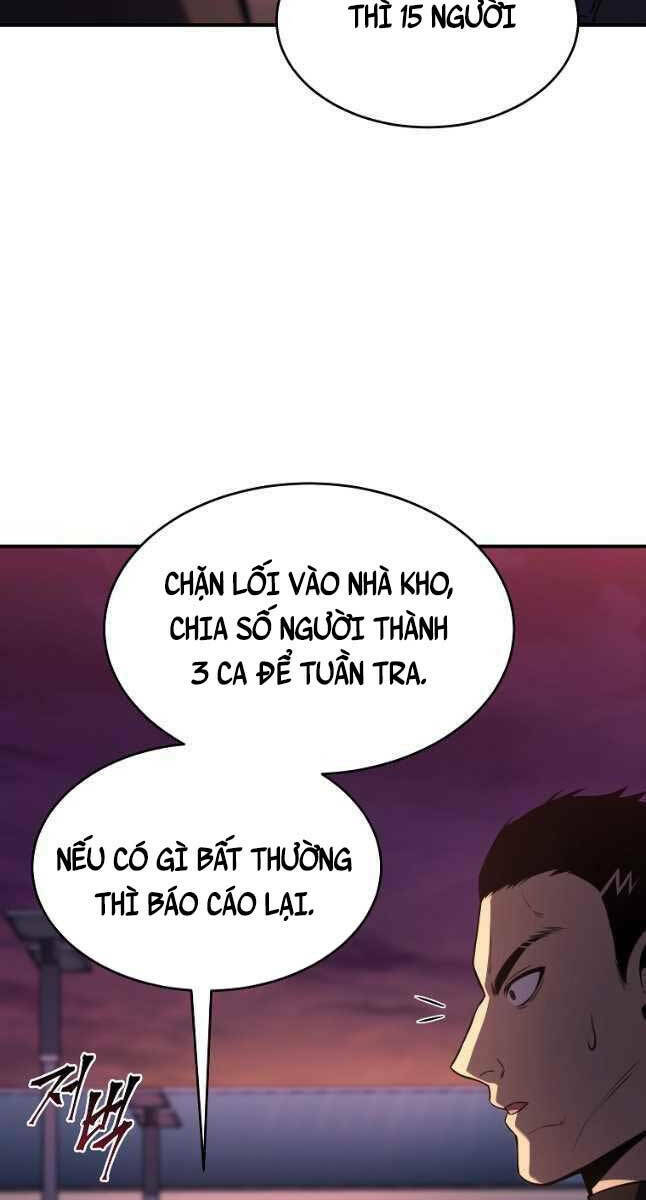 THÌ 15 NGƯỜI
CHẶN LỐI VÀO NHÀ KHO,
CHIA SỐ NGƯỜI THÀNH
3 CA ĐỂ TUẦN TRA.
NẾU CÓ GÌ BẤT THƯỜNG
THÌ BÁO CÁO LẠI.
저벅